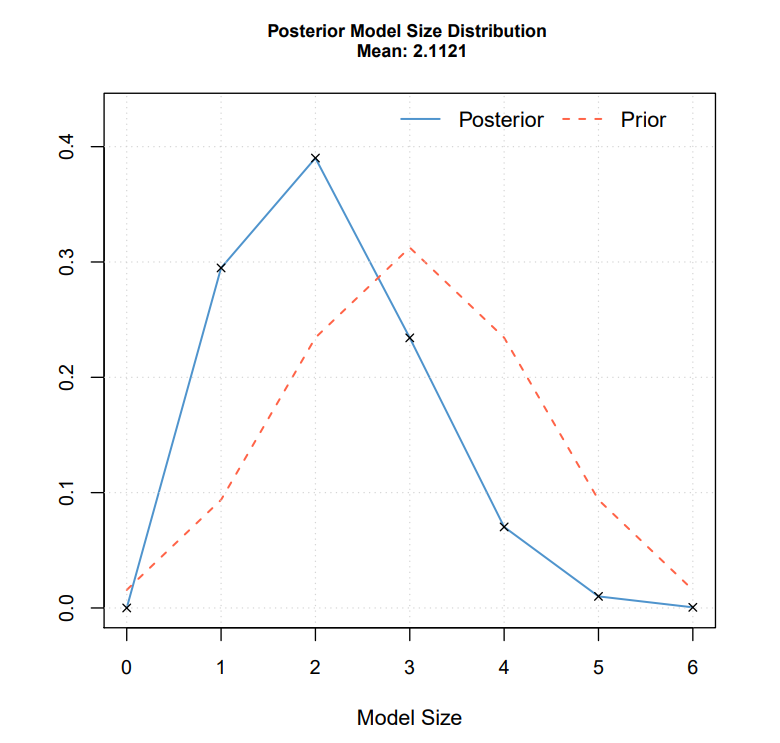 Posterior Model Size Distribution
Mean: 2.1121
Posterior Prior
0.4
0.3
0.2
0.1
0.0
0 1 2 3 4 5 6
Model Size